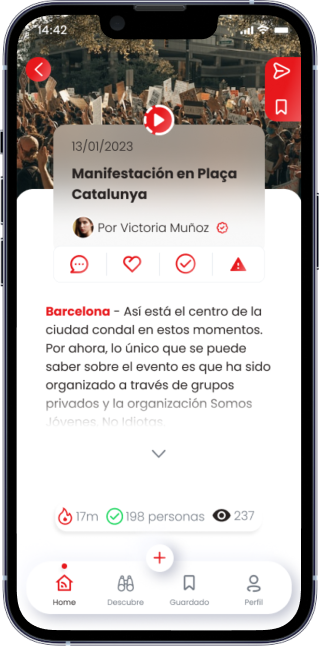 14:42
13/01/2023
Manifestación en Plaça
Catalunya
Por Victoria Muñoz
Barcelona - Así está el centro de la
ciudad condal en estos momentos.
Por ahora, lo único que se puede
saber sobre el evento es que ha sido
organizado a través de grupos
privados y la organización Somos
Jóvenes, No Idiotas.
17m 198 personas 237
Home Descubre Guardado Perfil